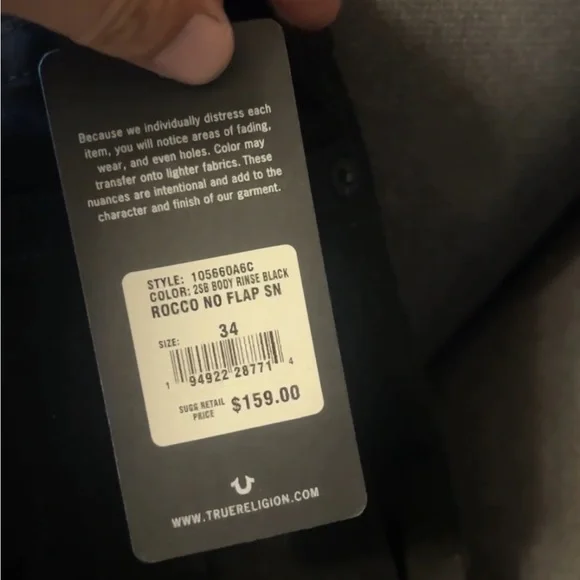 Because we individually distress each
item, you will notice areas of fading,
wear, and even holes. Color may
transfer onto lighter fabrics. These
nuances are intentional and add to the
character and finish of our garment.
STYLE: 105660A6C
COLOR: 2SB BODY RINSE BLACK
ROCCO NO FLAP SN
SIZE: 34
1 94922 28771 4
SUGG RETAIL
PRICE $159.00
WWW.TRUERELIGION.COM